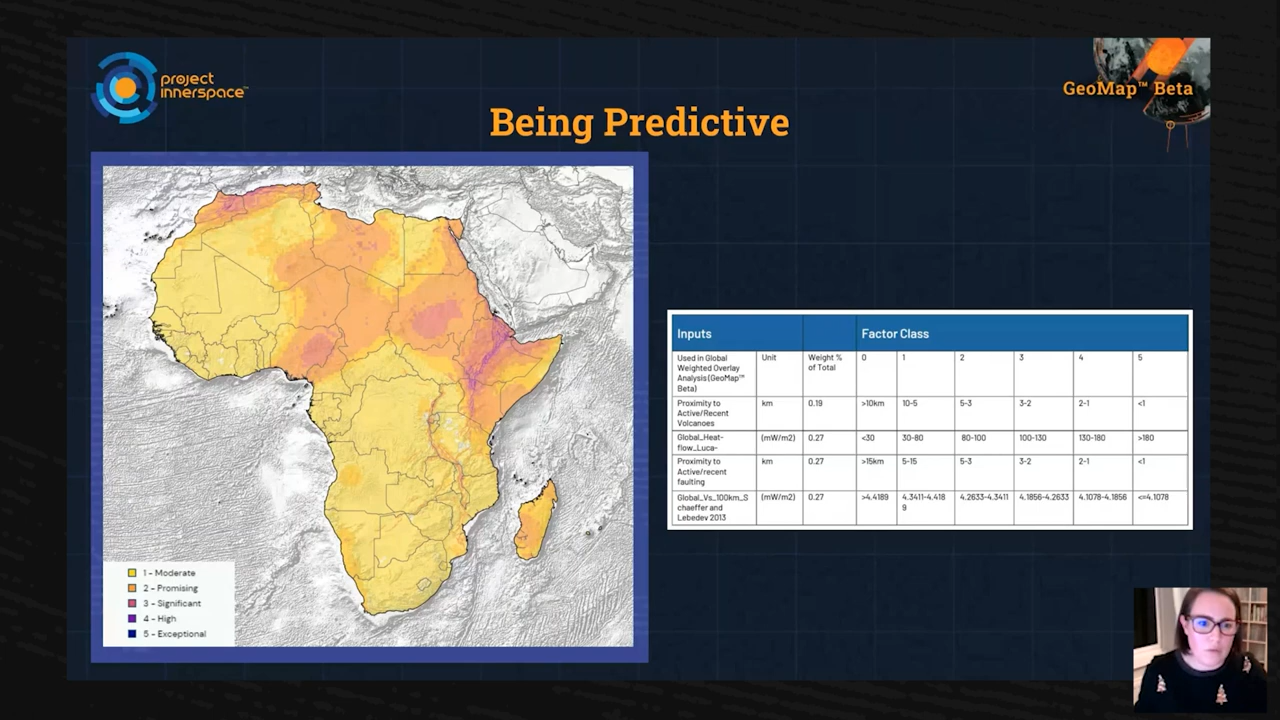 project
innerspace™
GeoMap™ Beta
Being Predictive
1 - Moderate
2 - Promising
3 - Significant
4 - High
5 - Exceptional
Inputs Factor Class
Used in Global
Weighted Overlay
Analysis (GeoMap™
Beta)
Unit
Weight %
of Total
0 1 2 3 4 5
Proximity to
Active/Recent
Volcanoes
km 0.19 >10km 10-5 5-3 3-2 2-1 <1
Global_Heat-
flow_Luca-
(mW/m2) 0.27 <30 30-80 80-100 100-130 130-180 >180
Proximity to
Active/recent
faulting
km 0.27 >15km 5-15 5-3 3-2 2-1 <1
Global_Vs_100km_S
chaeffer and
Lebedev 2013
(mW/m2) 0.27 >4.4189 4.3411-4.418
9
4.2633-4.3411 4.1856-4.2633 4.1078-4.1856 <=4.1078